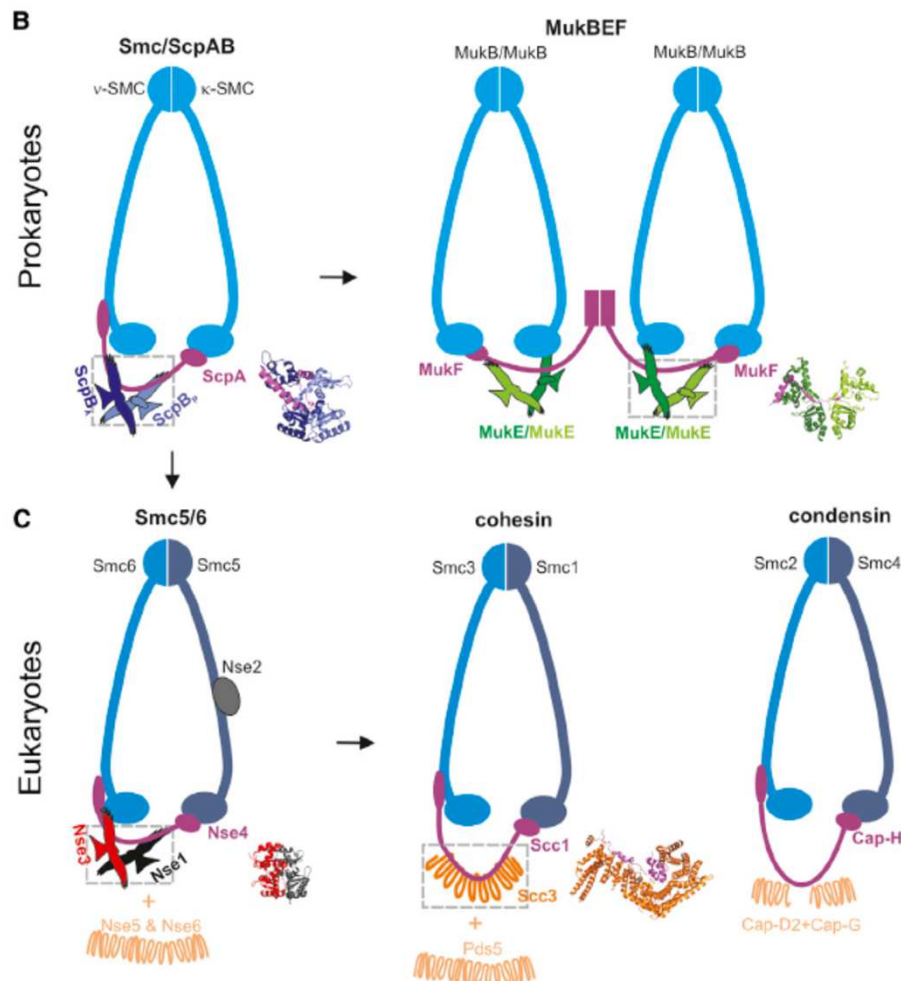 B
Prokaryotes
Smc/ScpAB
ν-SMC
κ-SMC
ScpA
ScpB
ScpB
MukBEF
MukB/MukB
MukB/MukB
MukF
MukF
MukE/MukE
MukE/MukE
C
Eukaryotes
Smc5/6
Smc6
Smc5
Nse2
Nse4
Nse3
Nse1
+
Nse5 & Nse6
cohesin
Smc3
Smc1
Scc1
Scc3
+
Pds5
condensin
Smc2
Smc4
Cap-H
Cap-D2+Cap-G